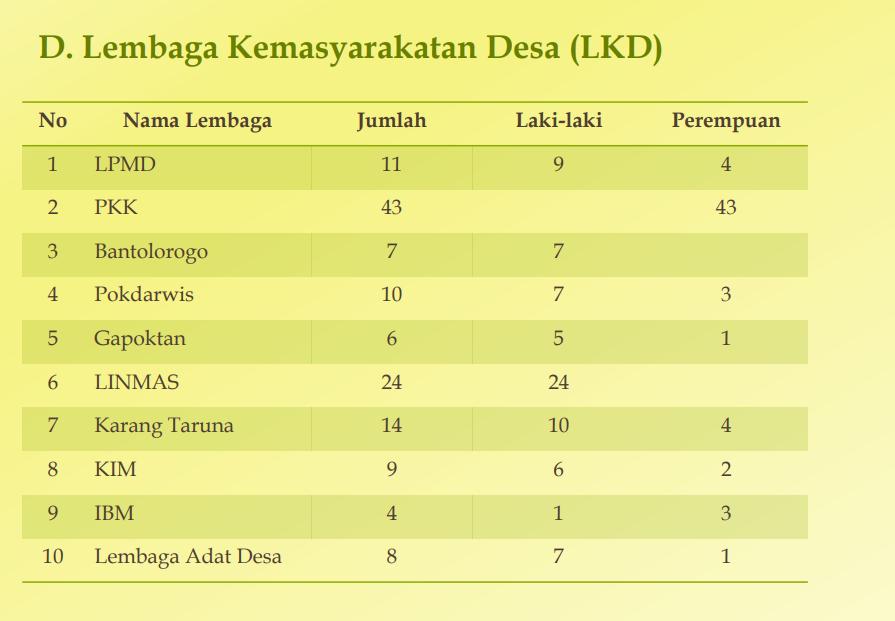 D. Lembaga Kemasyarakatan Desa (LKD)
No Nama Lembaga Jumlah Laki-laki Perempuan
1 LPMD 11 9 4
2 PKK 43 43
3 Bantolorogo 7 7
4 Pokdarwis 10 7 3
5 Gapoktan 6 5 1
6 LINMAS 24 24
7 Karang Taruna 14 10 4
8 KIM 9 6 2
9 IBM 4 1 3
10 Lembaga Adat Desa 8 7 1